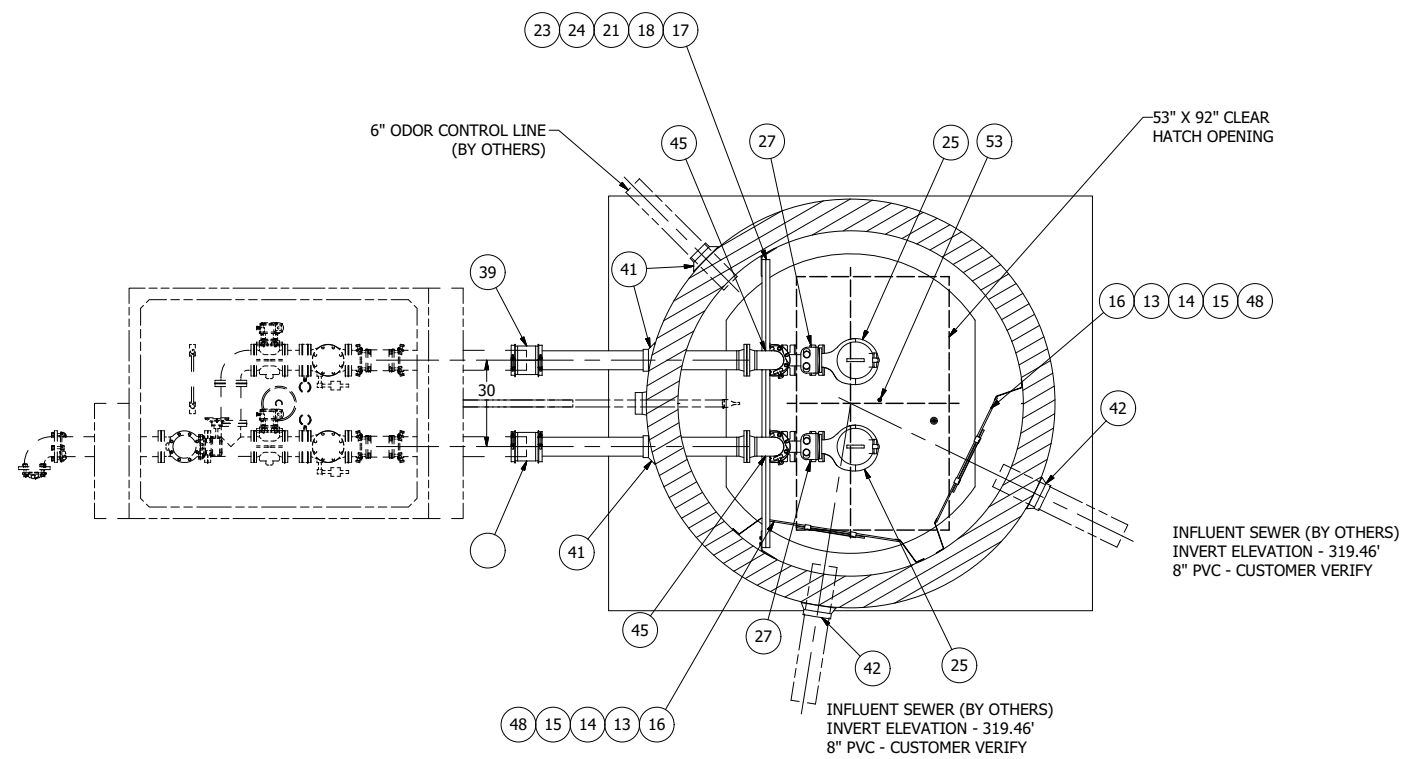 23 24 21 18 17
6" ODOR CONTROL LINE
(BY OTHERS)
45
27
25
53
53" X 92" CLEAR
HATCH OPENING
39
41
16 13 14 15 48
30
42
41
INFLUENT SEWER (BY OTHERS)
INVERT ELEVATION - 319.46'
8" PVC - CUSTOMER VERIFY
45
27
42
25
48 15 14 13 16
INFLUENT SEWER (BY OTHERS)
INVERT ELEVATION - 319.46'
8" PVC - CUSTOMER VERIFY